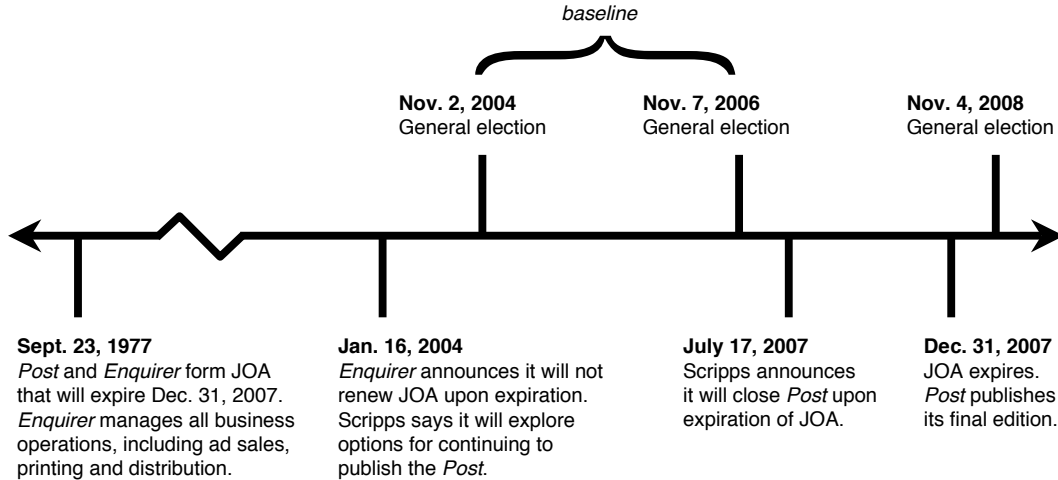 baseline
Nov. 2, 2004
General election
Nov. 7, 2006
General election
Nov. 4, 2008
General election
Sept. 23, 1977
Post and Enquirer form JOA
that will expire Dec. 31, 2007.
Enquirer manages all business
operations, including ad sales,
printing and distribution.
Jan. 16, 2004
Enquirer announces it will not
renew JOA upon expiration.
Scripps says it will explore
options for continuing to
publish the Post.
July 17, 2007
Scripps announces
it will close Post upon
expiration of JOA.
Dec. 31, 2007
JOA expires.
Post publishes
its final edition.